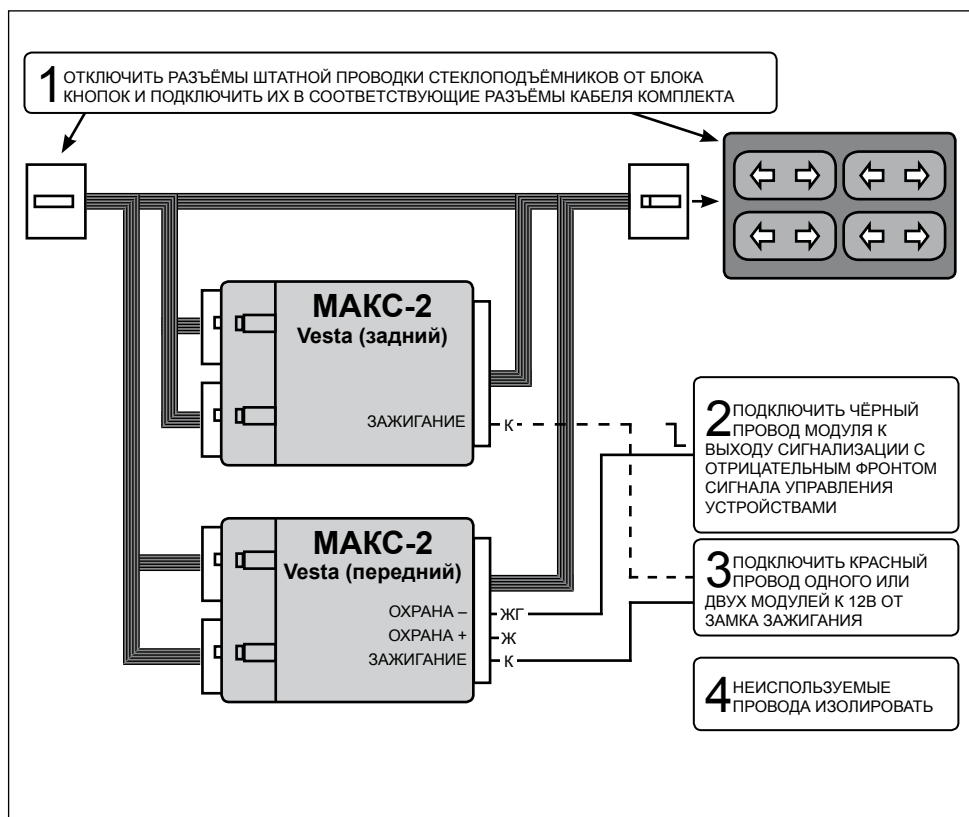 1 ОТКЛЮЧИТЬ РАЗЪЁМЫ ШТАТНОЙ ПРОВОДКИ СТЕКЛОПОДЪЁМНИКОВ ОТ БЛОКА
КНОПОК И ПОДКЛЮЧИТЬ ИХ В СООТВЕТСТВУЮЩИЕ РАЗЪЁМЫ КАБЕЛЯ КОМПЛЕКТА
МАКС-2
Vesta (задний)
ЗАЖИГАНИЕ
К
2 ПОДКЛЮЧИТЬ ЧЁРНЫЙ
ПРОВОД МОДУЛЯ К
ВЫХОДУ СИГНАЛИЗАЦИИ С
ОТРИЦАТЕЛЬНЫМ ФРОНТОМ
СИГНАЛА УПРАВЛЕНИЯ
УСТРОЙСТВАМИ
МАКС-2
Vesta (передний)
ОХРАНА –
ЖГ
ОХРАНА +
Ж
ЗАЖИГАНИЕ
К
3 ПОДКЛЮЧИТЬ КРАСНЫЙ
ПРОВОД ОДНОГО ИЛИ
ДВУХ МОДУЛЕЙ К 12В ОТ
ЗАМКА ЗАЖИГАНИЯ
4 НЕИСПОЛЬЗУЕМЫЕ
ПРОВОДА ИЗОЛИРОВАТЬ